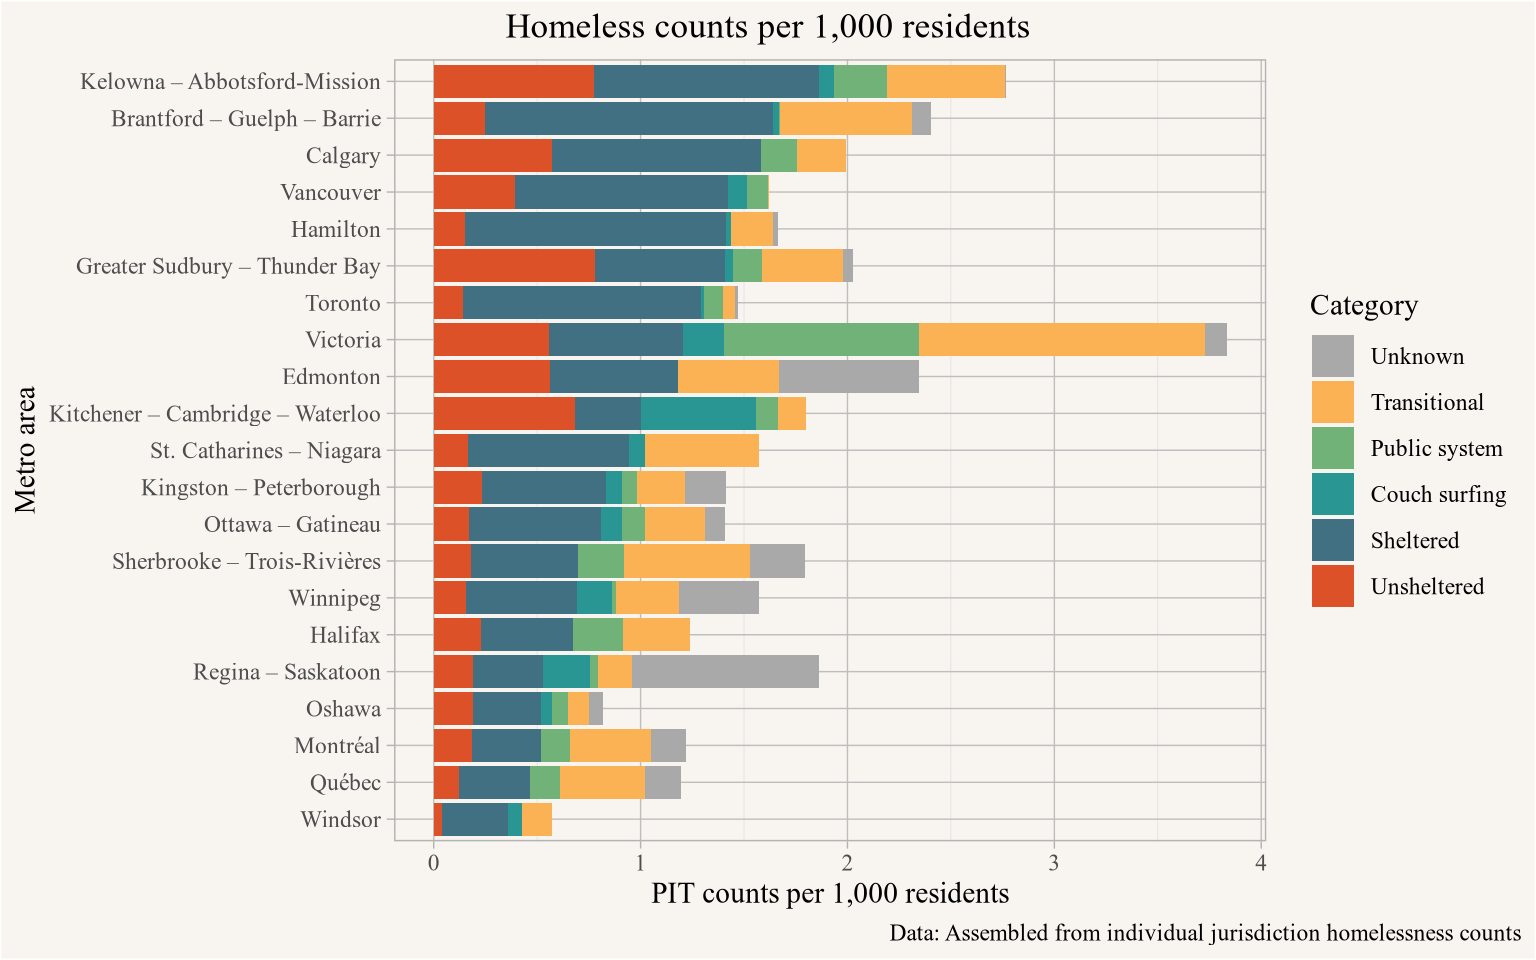 Homeless counts per 1,000 residents
Metro area
Kelowna – Abbotsford-Mission
Brantford – Guelph – Barrie
Calgary
Vancouver
Hamilton
Greater Sudbury – Thunder Bay
Toronto
Victoria
Edmonton
Kitchener – Cambridge – Waterloo
St. Catharines – Niagara
Kingston – Peterborough
Ottawa – Gatineau
Sherbrooke – Trois-Rivières
Winnipeg
Halifax
Regina – Saskatoon
Oshawa
Montréal
Québec
Windsor
0 1 2 3 4
PIT counts per 1,000 residents
Category
Unknown
Transitional
Public system
Couch surfing
Sheltered
Unsheltered
Data: Assembled from individual jurisdiction homelessness counts